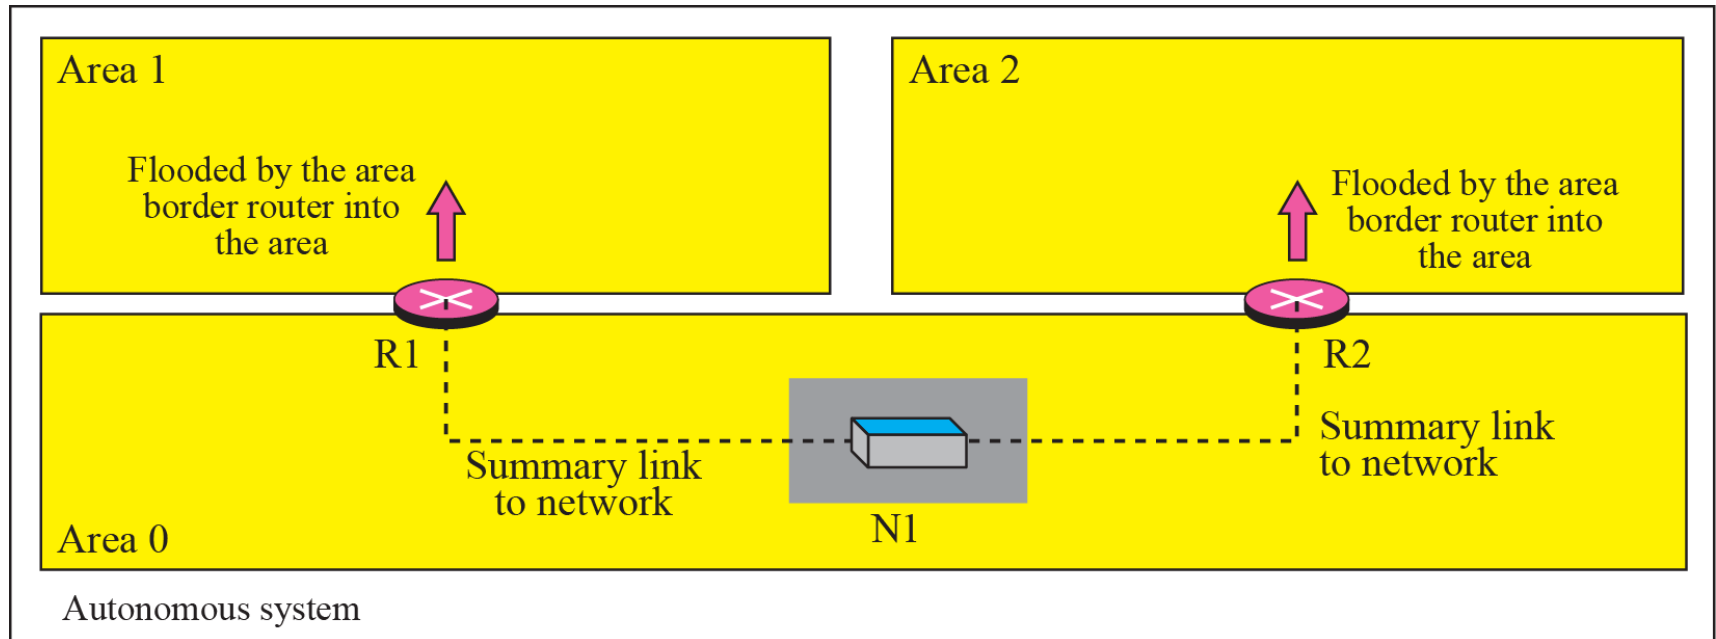 Area 1
Flooded by the area
border router into
the area
Area 2
Flooded by the area
border router into
the area
R1
R2
Summary link
to network
Summary link
to network
N1
Area 0
Autonomous system